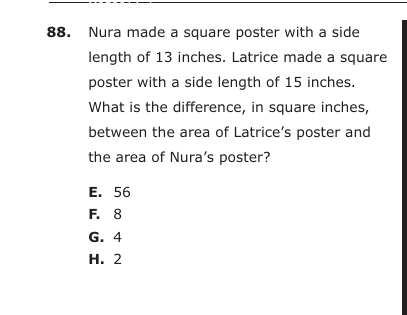 88. Nura made a square poster with a side
length of 13 inches. Latrice made a square
poster with a side length of 15 inches.
What is the difference, in square inches,
between the area of Latrice’s poster and
the area of Nura’s poster?
E. 56
F. 8
G. 4
H. 2